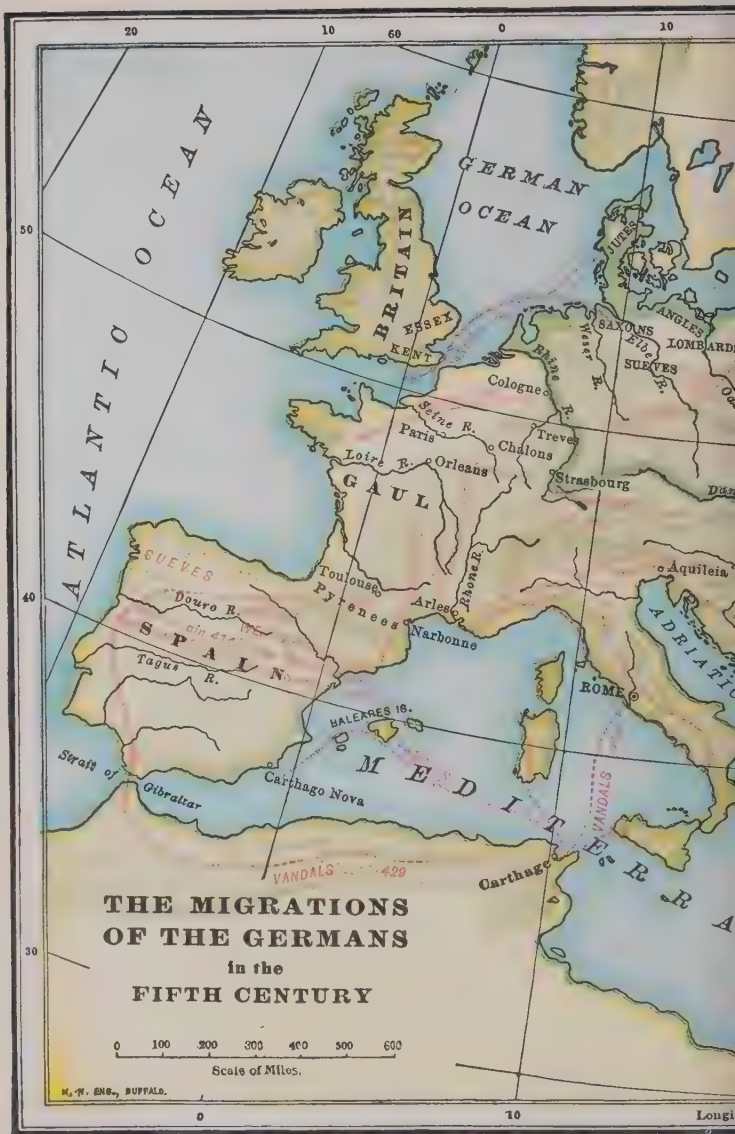 20
10
60
0
10
ATLANTIC OCEAN
GERMAN
OCEAN
50
BRITAIN
ESSEX
KENT
JUTES
ANGLES
SAXONS
LOMBARD
Elbe R.
SUEVES
Weser R.
Rhine R.
Cologne
Seine R.
Paris
Treves
Chalons
Loire R.
Orleans
Strasbourg
GAUL
Aquileia
SUEVES
Toulouse
Rhone R.
40
Douro R.
Pyrenees
Arles
Narbonne
ADRIATIC
SPAIN
Tagus R.
ROME
BALEARES IS.
MEDITERRA
Strait of Gibraltar
Carthago Nova
VANDALS
VANDALS 429
Carthage
THE MIGRATIONS
OF THE GERMANS
in the
FIFTH CENTURY
30
0 100 200 300 400 500 600
Scale of Miles.
M.-N. ENG., BUFFALO.
0
10
Longi